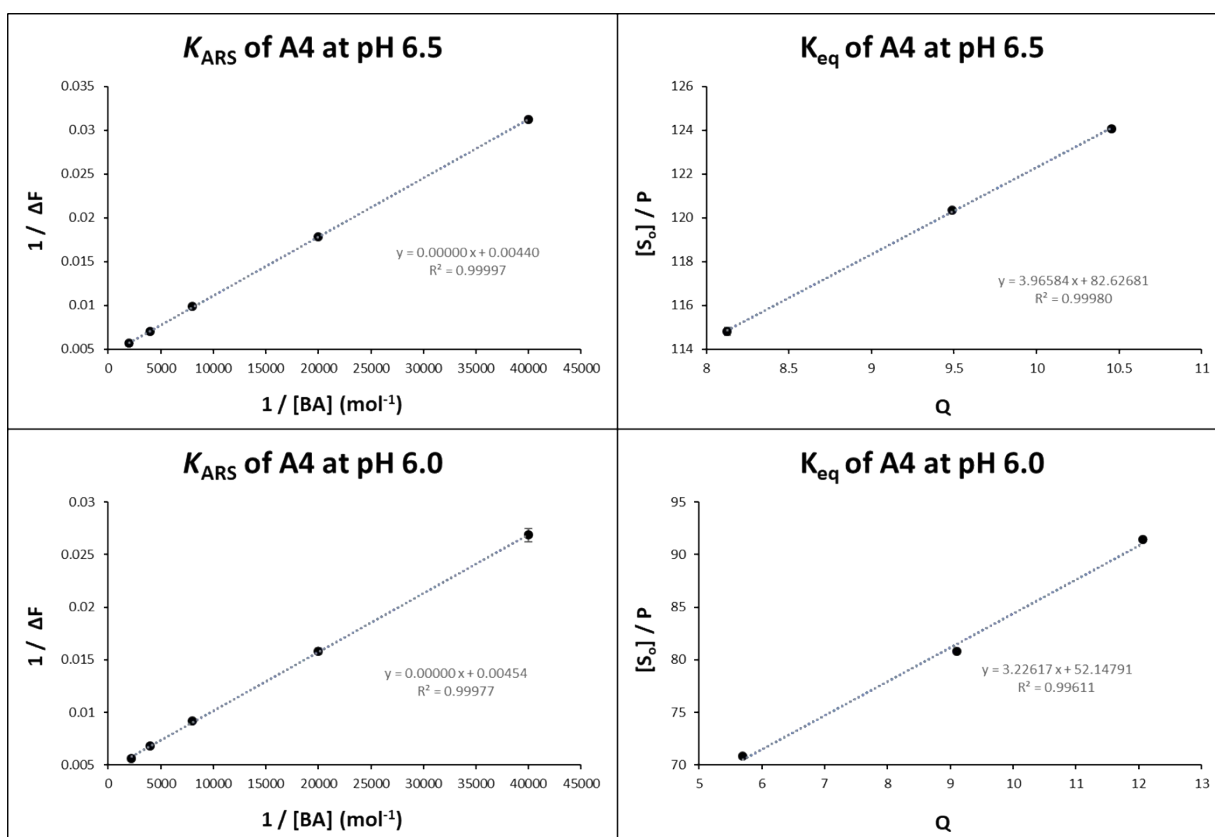 K_ARS of A4 at pH 6.5
0.035
0.03
0.025
0.02
0.015
0.01
0.005
1 / ΔF
y = 0.00000 x + 0.00440
R² = 0.99997
0 5000 10000 15000 20000 25000 30000 35000 40000 45000
1 / [BA] (mol⁻¹)
K_eq of A4 at pH 6.5
126
124
122
120
118
116
114
[S_o] / P
y = 3.96584 x + 82.62681
R² = 0.99980
8 8.5 9 9.5 10 10.5 11
Q
K_ARS of A4 at pH 6.0
0.03
0.025
0.02
0.015
0.01
0.005
1 / ΔF
y = 0.00000 x + 0.00454
R² = 0.99977
0 5000 10000 15000 20000 25000 30000 35000 40000 45000
1 / [BA] (mol⁻¹)
K_eq of A4 at pH 6.0
95
90
85
80
75
70
[S_o] / P
y = 3.22617 x + 52.14791
R² = 0.99611
5 6 7 8 9 10 11 12 13
Q